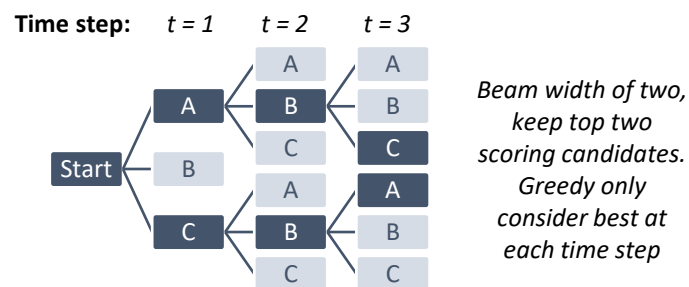 Time step: t = 1 t = 2 t = 3
A A
A B B
C C
Start B
A A
C B B
C C
Beam width of two,
keep top two
scoring candidates.
Greedy only
consider best at
each time step